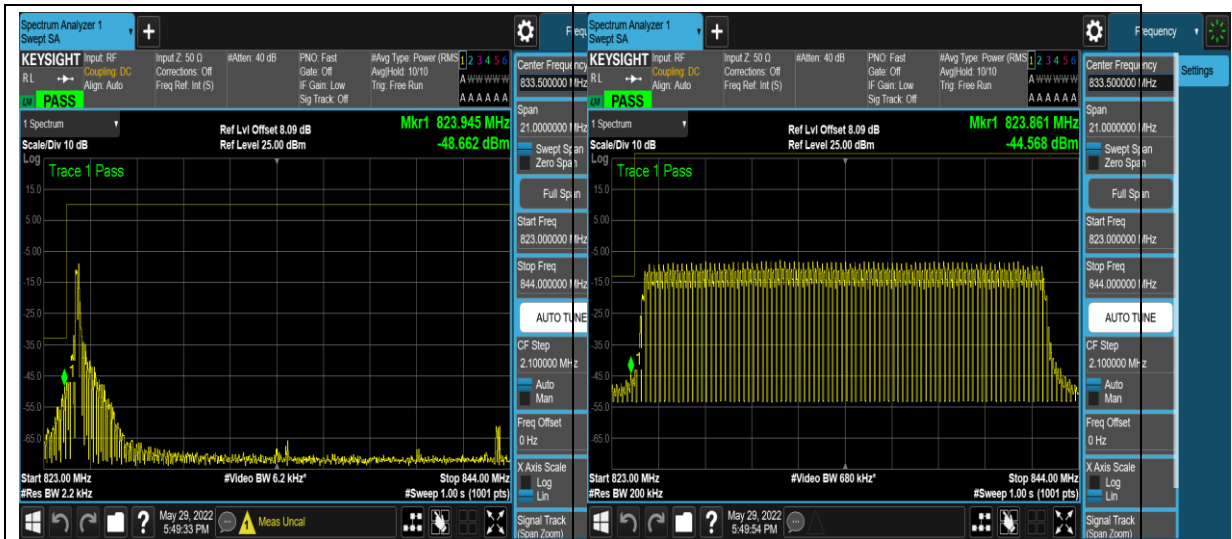 Spectrum Analyzer 1
Swept SA
+
Frequ
KEYSIGHT
Input: RF
Coupling: DC
Align: Auto
Input Z: 50 Ω
Corrections: Off
Freq Ref: Int (S)
#Atten: 40 dB
PNO: Fast
Gate: Off
IF Gain: Low
Sig Track: Off
#Avg Type: Power (RMS
Avg|Hold: 10/10
Trig: Free Run
1 2 3 4 5 6
A W W W W W
A A A A A A
RL
PASS
1 Spectrum
Scale/Div 10 dB
Log
Ref Lvl Offset 8.09 dB
Ref Level 25.00 dBm
Mkr1 823.945 MHz
-48.662 dBm
Trace 1 Pass
15.0
5.00
-5.00
-15.0
-25.0
-35.0
-45.0
-55.0
-65.0
1
Start 823.00 MHz
#Res BW 2.2 kHz
#Video BW 6.2 kHz*
Stop 844.00 MHz
#Sweep 1.00 s (1001 pts)
?
May 29, 2022
5:49:33 PM
Meas Uncal
Center Frequency
833.500000 MHz
Span
21.0000000 MHz
Swept Span
Zero Span
Full Span
Start Freq
823.000000 MHz
Stop Freq
844.000000 MHz
AUTO TUNE
CF Step
2.100000 MHz
Auto
Man
Freq Offset
0 Hz
X Axis Scale
Log
Lin
Signal Track
(Span Zoom)
Spectrum Analyzer 1
Swept SA
+
Frequency
Settings
KEYSIGHT
Input: RF
Coupling: DC
Align: Auto
Input Z: 50 Ω
Corrections: Off
Freq Ref: Int (S)
#Atten: 40 dB
PNO: Fast
Gate: Off
IF Gain: Low
Sig Track: Off
#Avg Type: Power (RMS
Avg|Hold: 10/10
Trig: Free Run
1 2 3 4 5 6
A W W W W W
A A A A A A
RL
PASS
1 Spectrum
Scale/Div 10 dB
Log
Ref Lvl Offset 8.09 dB
Ref Level 25.00 dBm
Mkr1 823.861 MHz
-44.568 dBm
Trace 1 Pass
15.0
5.00
-5.00
-15.0
-25.0
-35.0
-45.0
-55.0
-65.0
1
Start 823.00 MHz
#Res BW 200 kHz
#Video BW 680 kHz*
Stop 844.00 MHz
#Sweep 1.00 s (1001 pts)
?
May 29, 2022
5:49:54 PM
Center Frequency
833.500000 MHz
Span
21.0000000 MHz
Swept Span
Zero Span
Full Span
Start Freq
823.000000 MHz
Stop Freq
844.000000 MHz
AUTO TUNE
CF Step
2.100000 MHz
Auto
Man
Freq Offset
0 Hz
X Axis Scale
Log
Lin
Signal Track
(Span Zoom)